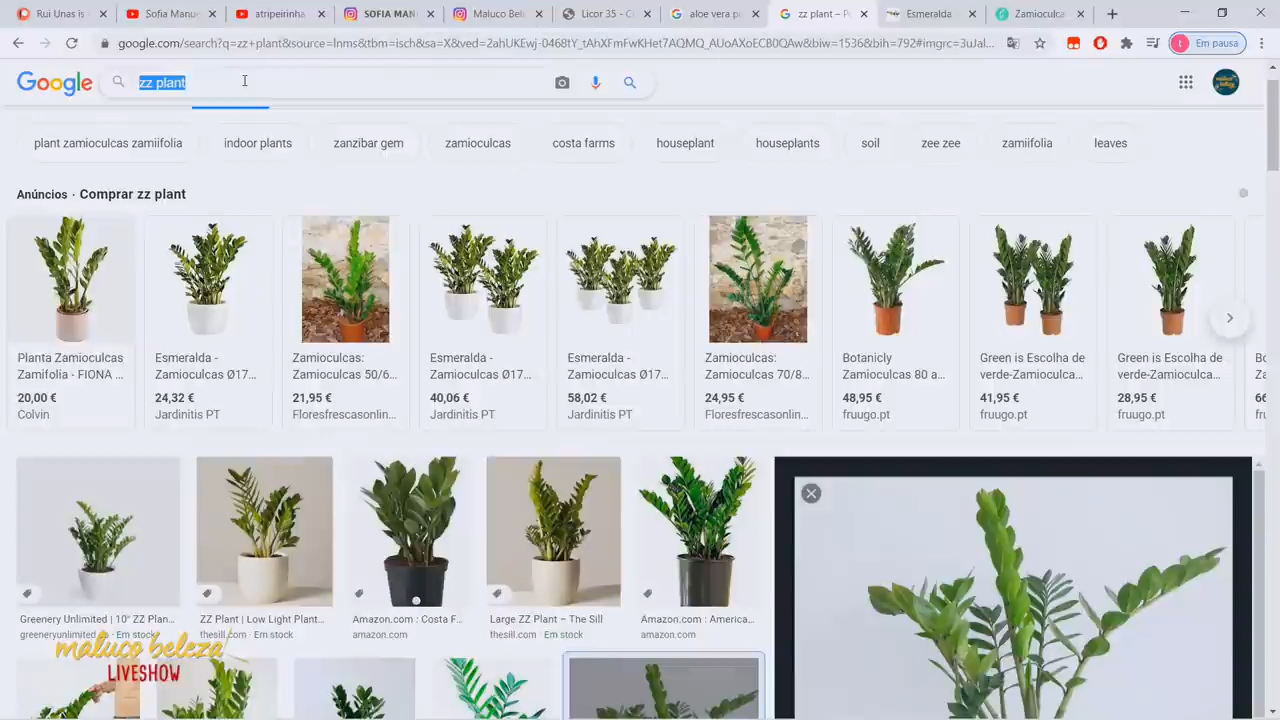 Rui Unas is
Sofia Manue
atripeirinha
SOFIA MAN
Maluco Bel
Licor 35 - C
aloe vera p
zz plant – P
Esmeralda
Zamioculca
google.com/search?q=zz+plant&source=lnms&tbm=isch&sa=X&ved=2ahUKEwj-0468tY_tAhXFmFwKHet7AQMQ_AUoAXoECB0QAw&biw=1536&bih=792#imgrc=3wJal...
t Em pausa
Google
zz plant
plant zamioculcas zamiifolia
indoor plants
zanzibar gem
zamioculcas
costa farms
houseplant
houseplants
soil
zee zee
zamiifolia
leaves
Anúncios · Comprar zz plant
Planta Zamioculcas
Zamifolia - FIONA ...
20,00 €
Colvin
Esmeralda -
Zamioculcas Ø17...
24,32 €
Jardinitis PT
Zamioculcas:
Zamioculcas 50/6...
21,95 €
Floresfrescasonlin...
Esmeralda -
Zamioculcas Ø17...
40,06 €
Jardinitis PT
Esmeralda -
Zamioculcas Ø17...
58,02 €
Jardinitis PT
Zamioculcas:
Zamioculcas 70/8...
24,95 €
Floresfrescasonlin...
Botanicly
Zamioculcas 80 a...
48,95 €
fruugo.pt
Green is Escolha de
verde-Zamioculca...
41,95 €
fruugo.pt
Green is Escolha de
verde-Zamioculca...
28,95 €
fruugo.pt
Greenery Unlimited | 10" ZZ Plan...
greeneryunlimited · Em stock
ZZ Plant | Low Light Plant...
thesill.com · Em stock
Amazon.com : Costa F...
amazon.com
Large ZZ Plant – The Sill
thesill.com · Em stock
Amazon.com : America...
amazon.com
maluco beleza
LIVESHOW